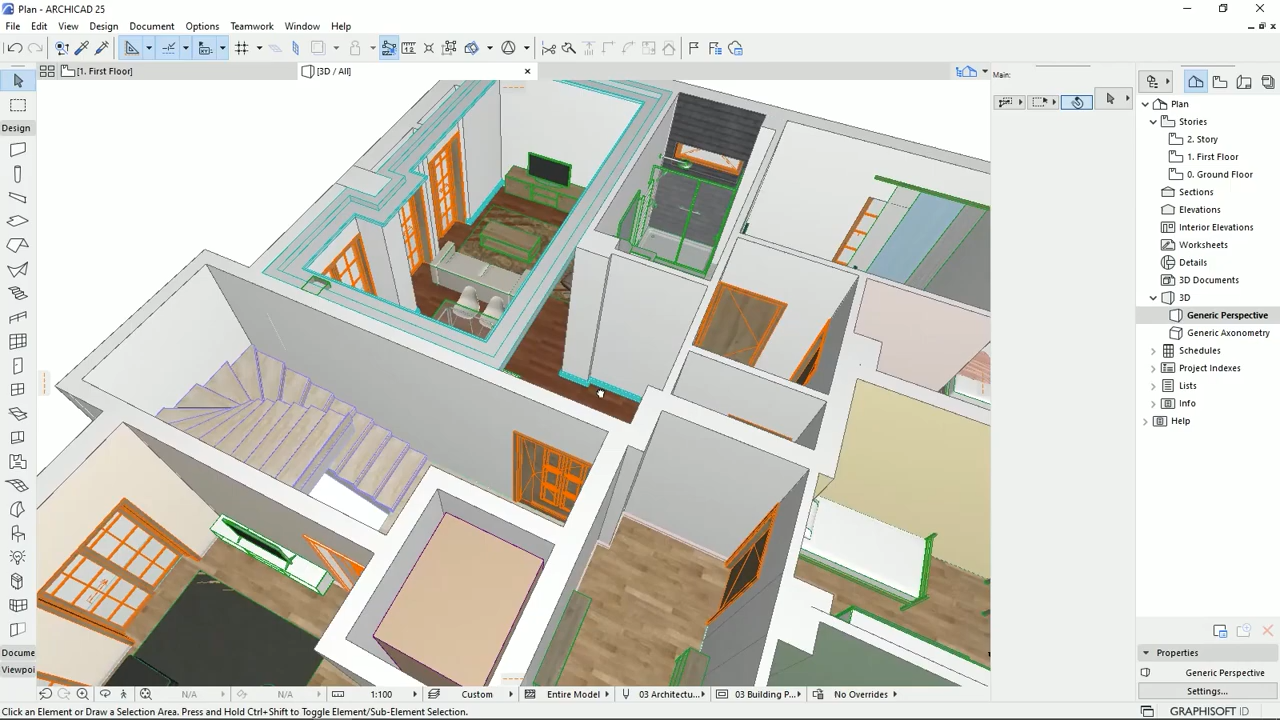 Plan - ARCHICAD 25
File Edit View Design Document Options Teamwork Window Help
[1. First Floor]
[3D / All]
Main:
Design
Docume
Viewpoi
Plan
Stories
2. Story
1. First Floor
0. Ground Floor
Sections
Elevations
Interior Elevations
Worksheets
Details
3D Documents
3D
Generic Perspective
Generic Axonometry
Schedules
Project Indexes
Lists
Info
Help
Properties
Generic Perspective
Settings...
N/A N/A 1:100 Custom Entire Model 03 Architectu... 03 Building P... No Overrides
Click an Element or Draw a Selection Area. Press and Hold Ctrl+Shift to Toggle Element/Sub-Element Selection.
GRAPHISOFT ID